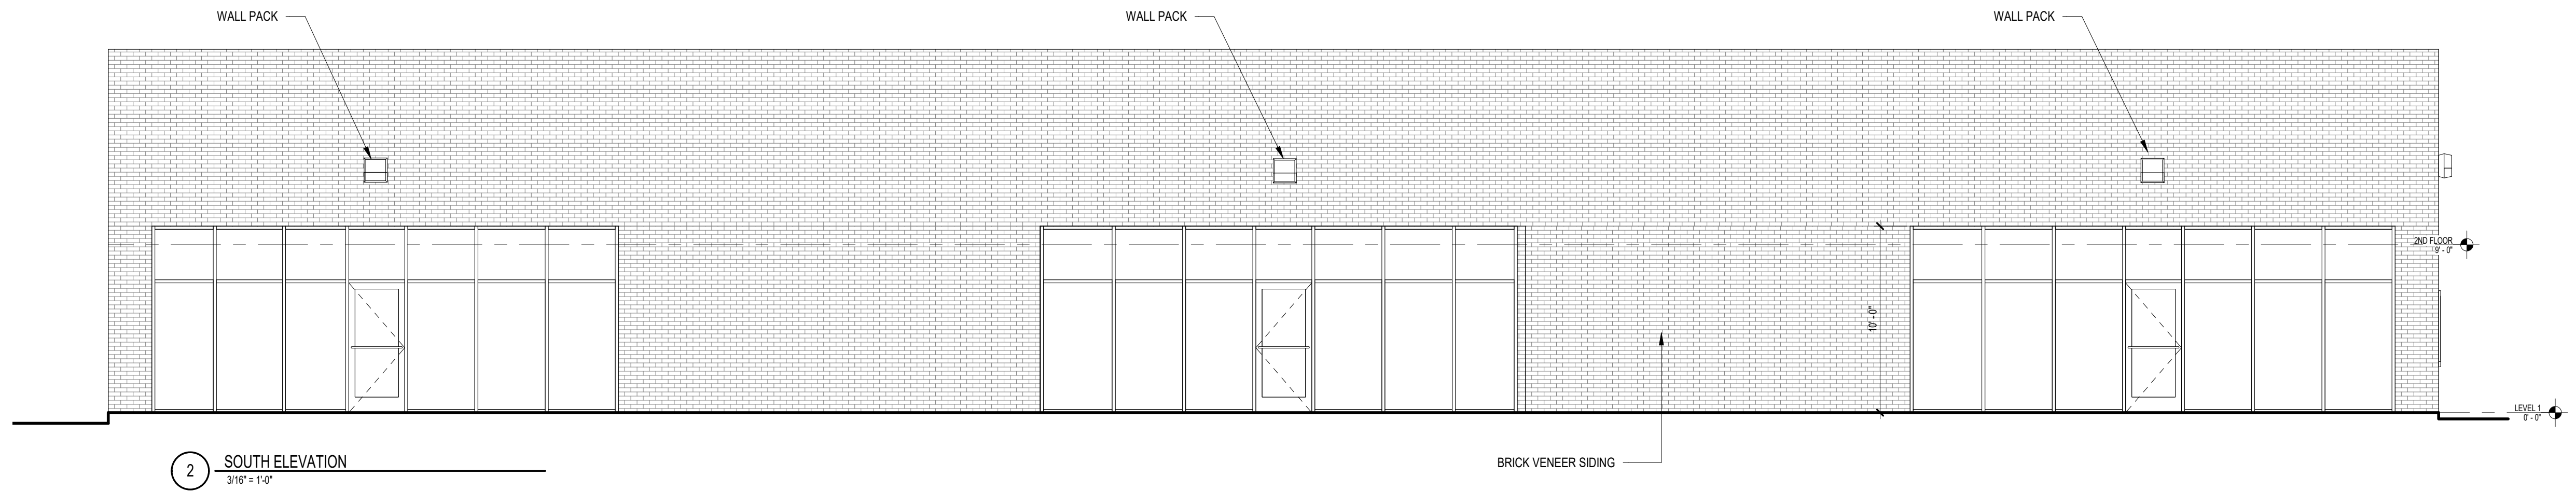 WALL PACK
WALL PACK
WALL PACK
2ND FLOOR
9' - 0"
10' - 0"
LEVEL 1
0' - 0"
BRICK VENEER SIDING
2
SOUTH ELEVATION
3/16" = 1'-0"